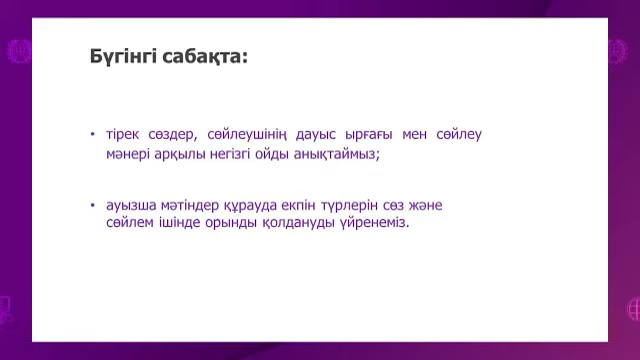 Бүгінгі сабақта:
• тірек сөздер, сөйлеушінің дауыс ырғағы мен сөйлеу
мәнері арқылы негізгі ойды анықтаймыз;
• ауызша мәтіндер құрауда екпін түрлерін сөз және
сөйлем ішінде орынды қолдануды үйренеміз.